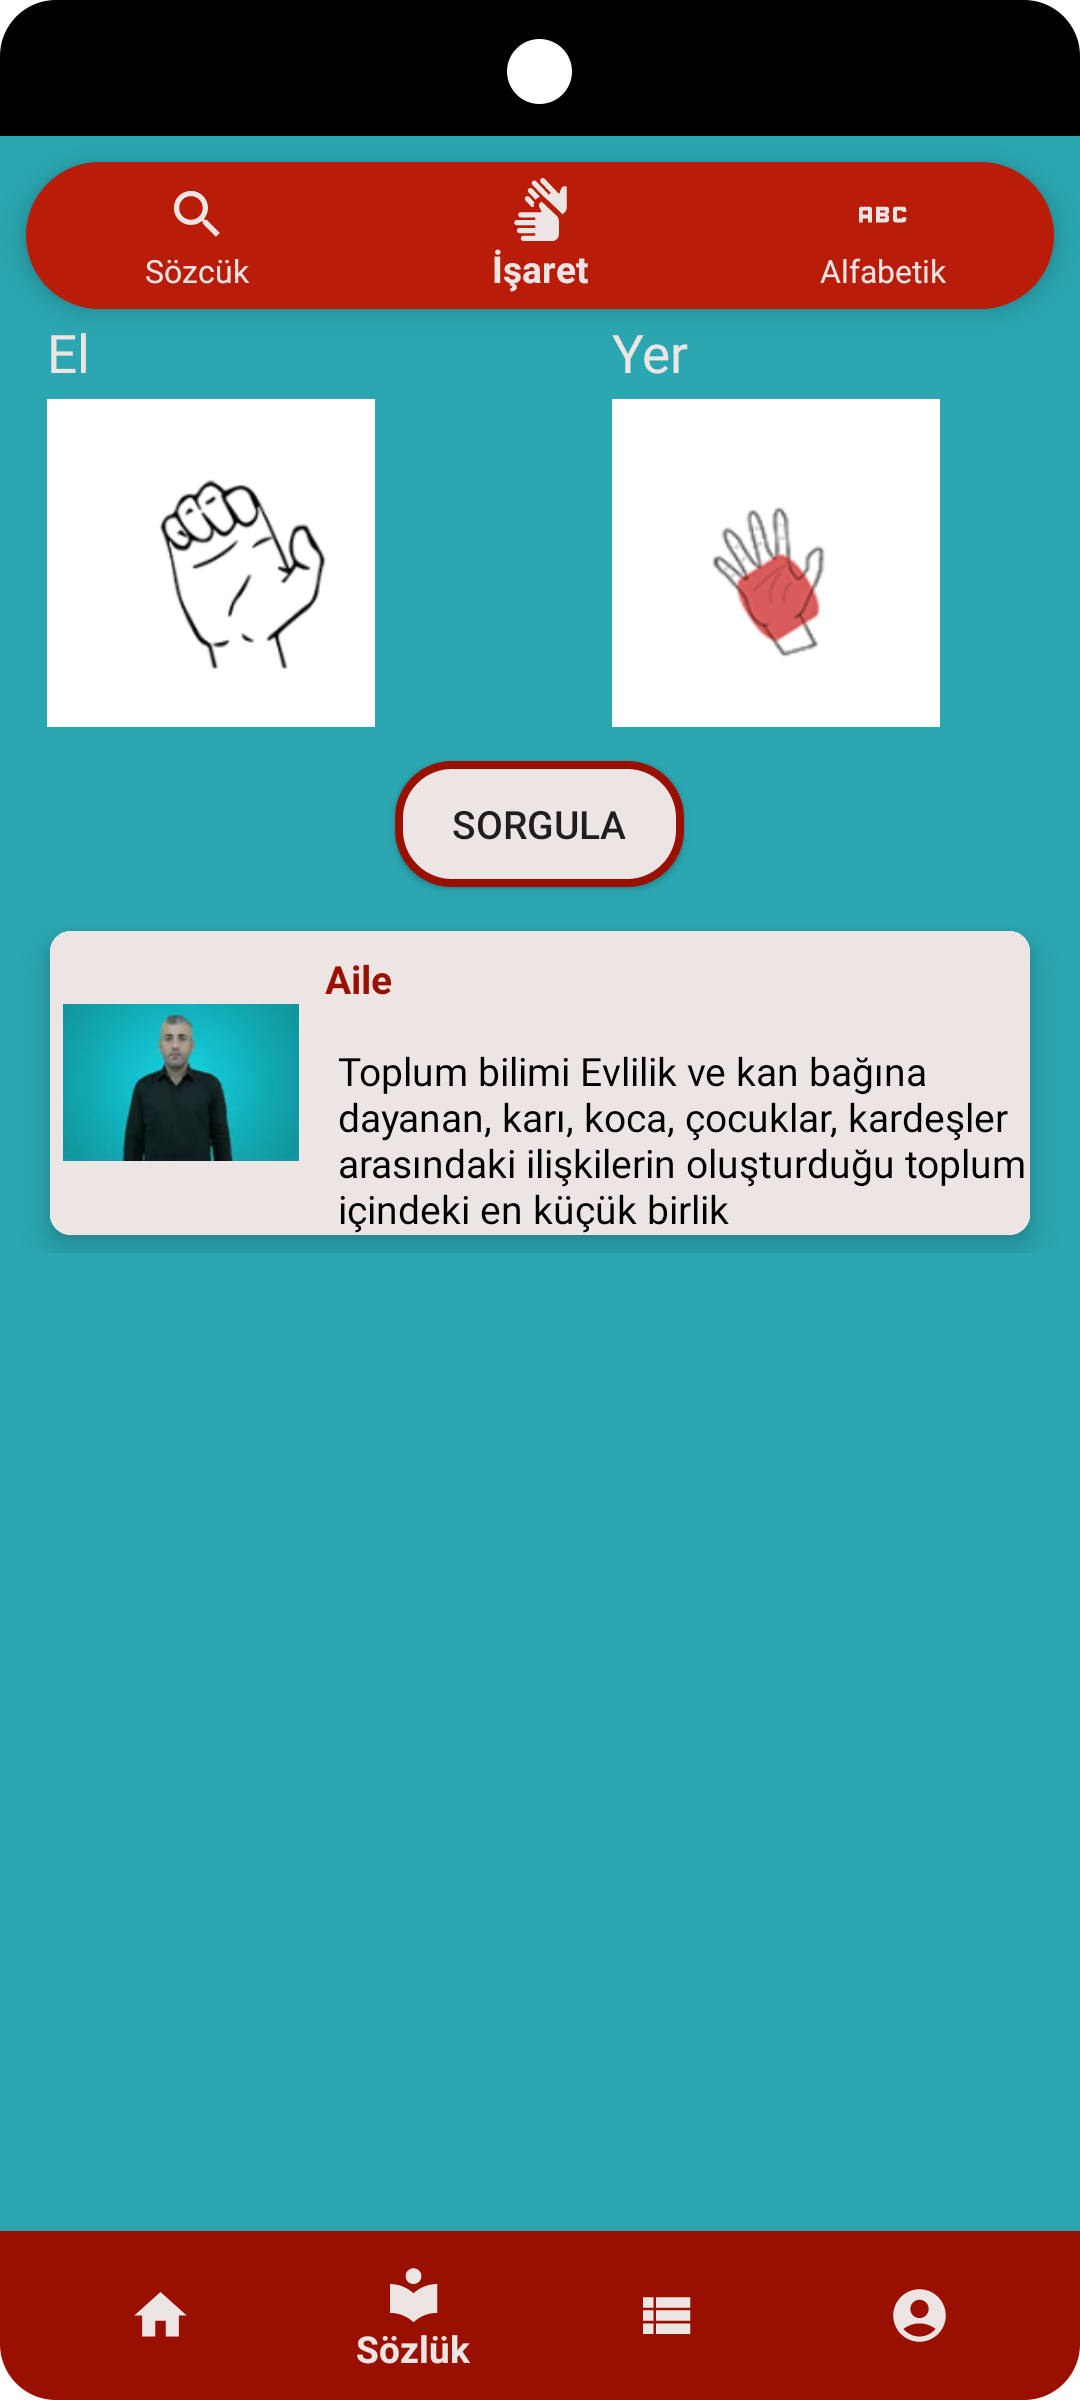 Sözcük
İşaret
ABC
Alfabetik
El
Yer
SORGULA
Aile
Toplum bilimi Evlilik ve kan bağına
dayanan, karı, koca, çocuklar, kardeşler
arasındaki ilişkilerin oluşturduğu toplum
içindeki en küçük birlik
Sözlük